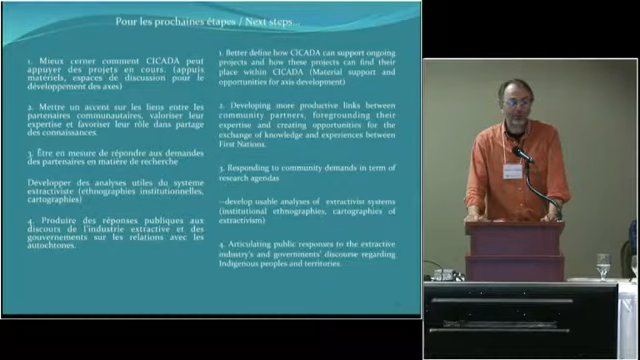 Pour les prochaines étapes / Next steps...
1. Mieux cerner comment CICADA peut
appuyer des projets en cours. (appuis
matériels, espaces de discussion pour le
développement des axes)
2. Mettre un accent sur les liens entre les
partenaires communautaires, valoriser leur
expertise et favoriser leur rôle dans partage
des connaissances.
3. Être en mesure de répondre aux demandes
des partenaires en matière de recherche
Développer des analyses utiles du système
extractiviste (ethnographies institutionnelles,
cartographies)
4. Produire des réponses publiques aux
discours de l'industrie extractive et des
gouvernements sur les relations avec les
autochtones.
1. Better define how CICADA can support ongoing
projects and how these projects can find their
place within CICADA (Material support and
opportunities for axis development)
2. Developing more productive links between
community partners, foregrounding their
expertise and creating opportunities for the
exchange of knowledge and experiences between
First Nations.
3. Responding to community demands in term of
research agendas
--develop usable analyses of extractivist systems
(institutional ethnographies, cartographies of
extractivism)
4. Articulating public responses to the extractive
industry's and governments' discourse regarding
Indigenous peoples and territories.